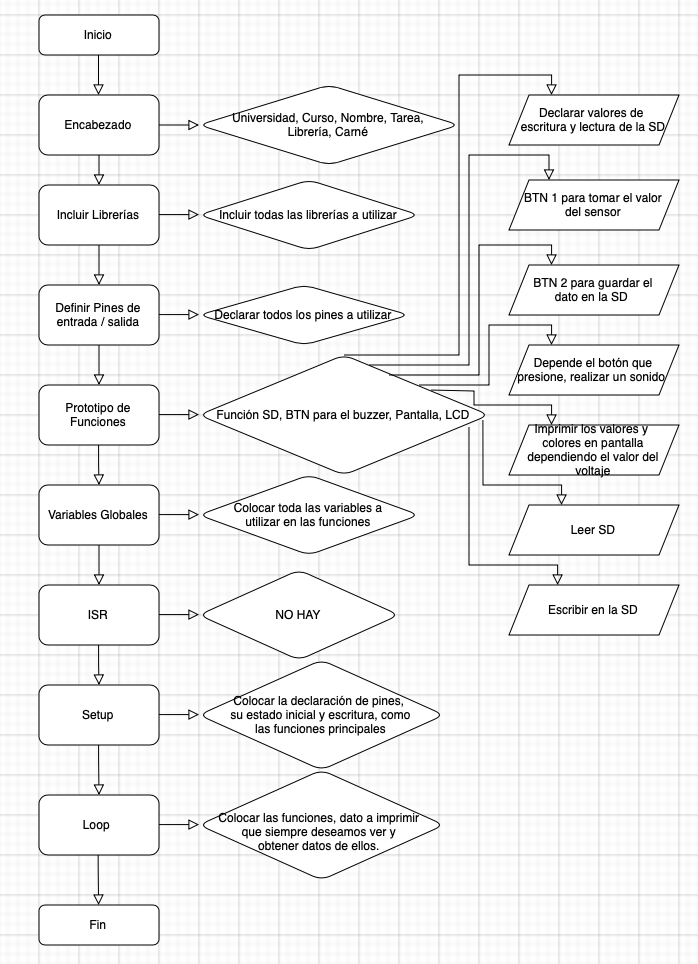 Inicio
Encabezado
Universidad, Curso, Nombre, Tarea,
Librería, Carné
Declarar valores de
escritura y lectura de la SD
Incluir Librerías
Incluir todas las librerías a utilizar
BTN 1 para tomar el valor
del sensor
Definir Pines de
entrada / salida
Declarar todos los pines a utilizar
BTN 2 para guardar el
dato en la SD
Depende el botón que
presione, realizar un sonido
Prototipo de
Funciones
Función SD, BTN para el buzzer, Pantalla, LCD
Imprimir los valores y
colores en pantalla
dependiendo el valor del
voltaje
Variables Globales
Colocar toda las variables a
utilizar en las funciones
Leer SD
ISR
NO HAY
Escribir en la SD
Setup
Colocar la declaración de pines,
su estado inicial y escritura, como
las funciones principales
Loop
Colocar las funciones, dato a imprimir
que siempre deseamos ver y
obtener datos de ellos.
Fin